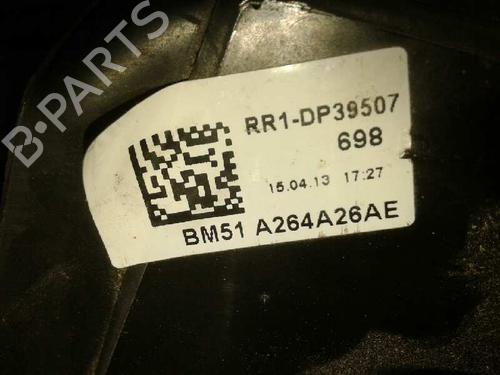 B-PARTS
RR1-DP39507
698
15.04.13 17:27
BM51 A264A26AE